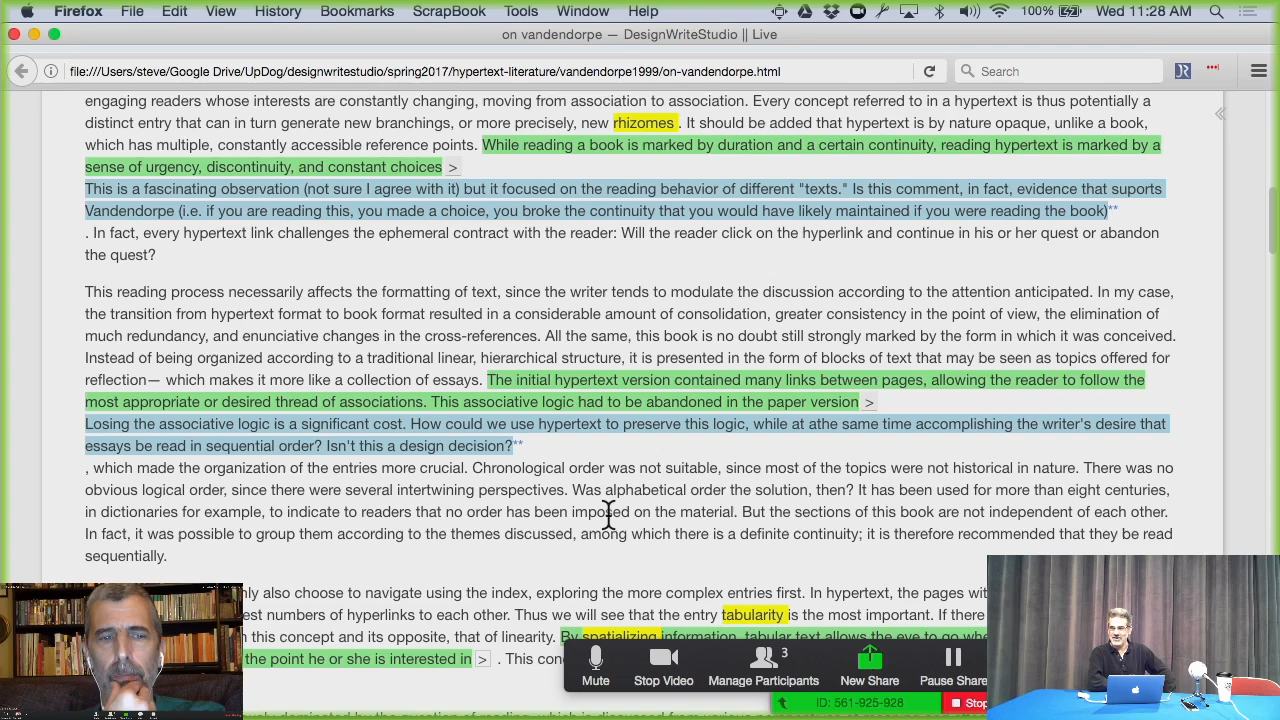 Firefox File Edit View History Bookmarks ScrapBook Tools Window Help 100% Wed 11:28 AM
on vandendorpe — DesignWriteStudio || Live
file:///Users/steve/Google Drive/UpDog/designwritestudio/spring2017/hypertext-literature/vandendorpe1999/on-vandendorpe.html Search
engaging readers whose interests are constantly changing, moving from association to association. Every concept referred to in a hypertext is thus potentially a
distinct entry that can in turn generate new branchings, or more precisely, new rhizomes . It should be added that hypertext is by nature opaque, unlike a book,
which has multiple, constantly accessible reference points. While reading a book is marked by duration and a certain continuity, reading hypertext is marked by a
sense of urgency, discontinuity, and constant choices >
This is a fascinating observation (not sure I agree with it) but it focused on the reading behavior of different "texts." Is this comment, in fact, evidence that suports
Vandendorpe (i.e. if you are reading this, you made a choice, you broke the continuity that you would have likely maintained if you were reading the book)**
. In fact, every hypertext link challenges the ephemeral contract with the reader: Will the reader click on the hyperlink and continue in his or her quest or abandon
the quest?
This reading process necessarily affects the formatting of text, since the writer tends to modulate the discussion according to the attention anticipated. In my case,
the transition from hypertext format to book format resulted in a considerable amount of consolidation, greater consistency in the point of view, the elimination of
much redundancy, and enunciative changes in the cross-references. All the same, this book is no doubt still strongly marked by the form in which it was conceived.
Instead of being organized according to a traditional linear, hierarchical structure, it is presented in the form of blocks of text that may be seen as topics offered for
reflection— which makes it more like a collection of essays. The initial hypertext version contained many links between pages, allowing the reader to follow the
most appropriate or desired thread of associations. This associative logic had to be abandoned in the paper version >
Losing the associative logic is a significant cost. How could we use hypertext to preserve this logic, while at athe same time accomplishing the writer's desire that
essays be read in sequential order? Isn't this a design decision?**
, which made the organization of the entries more crucial. Chronological order was not suitable, since most of the topics were not historical in nature. There was no
obvious logical order, since there were several intertwining perspectives. Was alphabetical order the solution, then? It has been used for more than eight centuries,
in dictionaries for example, to indicate to readers that no order has been imposed on the material. But the sections of this book are not independent of each other.
In fact, it was possible to group them according to the themes discussed, among which there is a definite continuity; it is therefore recommended that they be read
sequentially.
also choose to navigate using the index, exploring the more complex entries first. In hypertext, the pages
numbers of hyperlinks to each other. Thus we will see that the entry tabularity is the most important. If there
this concept and its opposite, that of linearity. By spatializing information, tabular text allows the eye to go
the point he or she is interested in > . This
Mute Stop Video 3 Manage Participants New Share Pause Share
ID: 561-925-928 Stop